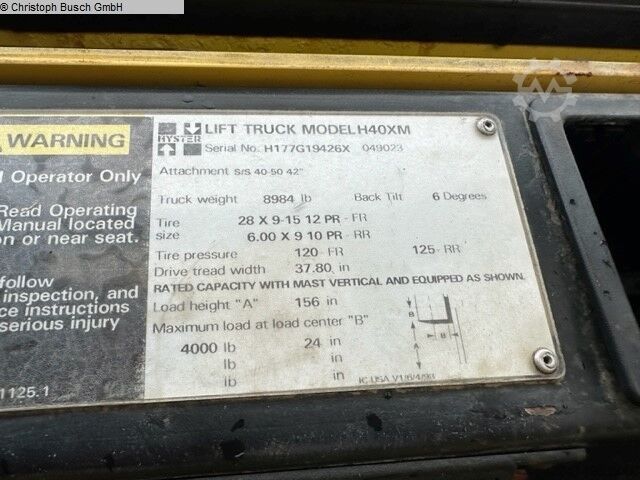 © Christoph Busch GmbH
WARNING
Operator Only
Read Operating
Manual located
on or near seat.
follow
inspection, and
instructions
serious injury
1125.1
HYSTER
LIFT TRUCK MODEL H40XM
Serial No. H177G19426X 049023
Attachment S/S 40-50 42"
Truck weight 8984 lb Back Tilt 6 Degrees
Tire 28 X 9-15 12 PR - FR
size 6.00 X 9 10 PR - RR
Tire pressure 120 - FR 125 - RR
Drive tread width 37.80 in
RATED CAPACITY WITH MAST VERTICAL AND EQUIPPED AS SHOWN.
Load height "A" 156 in
Maximum load at load center "B"
4000 lb 24 in
lb in
lb in
B
B
A